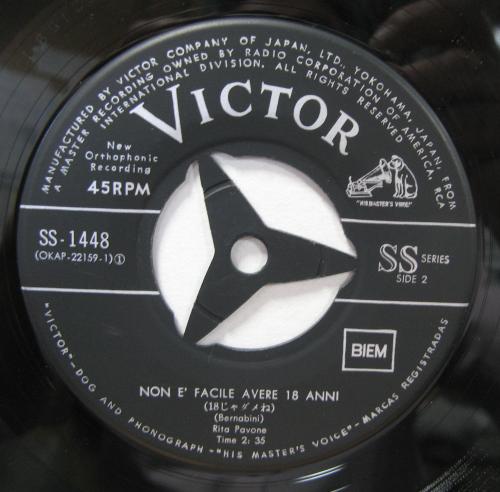 MANUFACTURED BY VICTOR COMPANY OF JAPAN, LTD., YOKOHAMA, JAPAN, FROM
A MASTER RECORDING OWNED BY RADIO CORPORATION OF AMERICA, RCA
INTERNATIONAL DIVISION. ALL RIGHTS RESERVED
VICTOR
New
Orthophonic
Recording
45RPM
"HIS MASTER'S VOICE"
SS-1448
(OKAP-22159-1)①
SS SERIES
SIDE 2
BIEM
NON E' FACILE AVERE 18 ANNI
(18じゃダメね)
(Bernabini)
Rita Pavone
Time 2: 35
"VICTOR"-DOG AND PHONOGRAPH-"HIS MASTER'S VOICE"-MARCAS REGISTRADAS